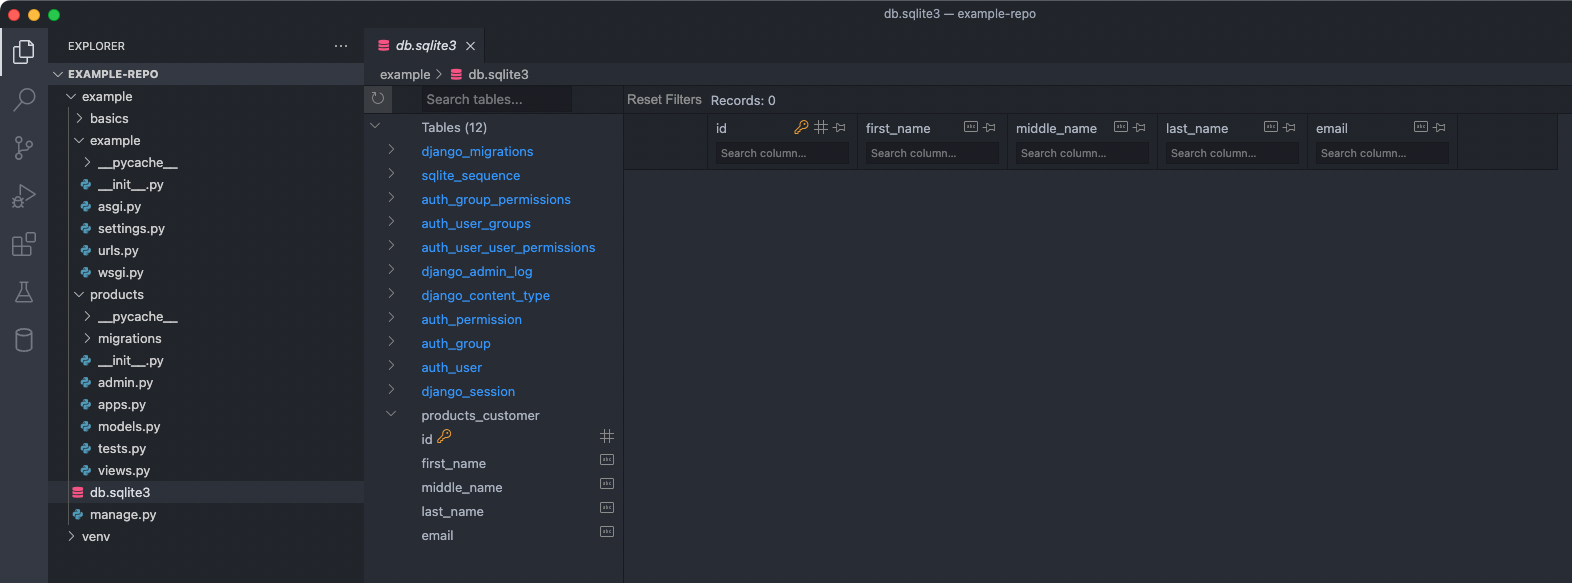 db.sqlite3 — example-repo
EXPLORER
EXAMPLE-REPO
example
basics
example
__pycache__
__init__.py
asgi.py
settings.py
urls.py
wsgi.py
products
__pycache__
migrations
__init__.py
admin.py
apps.py
models.py
tests.py
views.py
db.sqlite3
manage.py
venv
db.sqlite3
example > db.sqlite3
Search tables...
Tables (12)
django_migrations
sqlite_sequence
auth_group_permissions
auth_user_groups
auth_user_user_permissions
django_admin_log
django_content_type
auth_permission
auth_group
auth_user
django_session
products_customer
id
first_name
middle_name
last_name
email
Reset Filters Records: 0
id first_name middle_name last_name email
Search column... Search column... Search column... Search column... Search column...